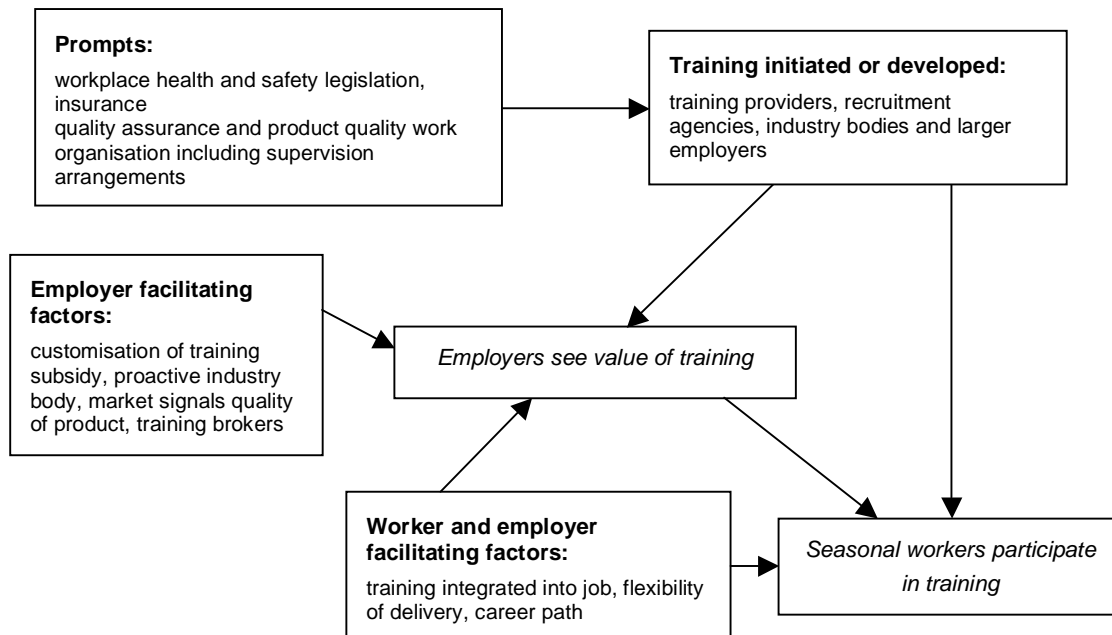 Prompts:
workplace health and safety legislation,
insurance
quality assurance and product quality work
organisation including supervision
arrangements
Training initiated or developed:
training providers, recruitment
agencies, industry bodies and larger
employers
Employer facilitating
factors:
customisation of training
subsidy, proactive industry
body, market signals quality
of product, training brokers
Employers see value of training
Worker and employer
facilitating factors:
training integrated into job, flexibility
of delivery, career path
Seasonal workers participate
in training